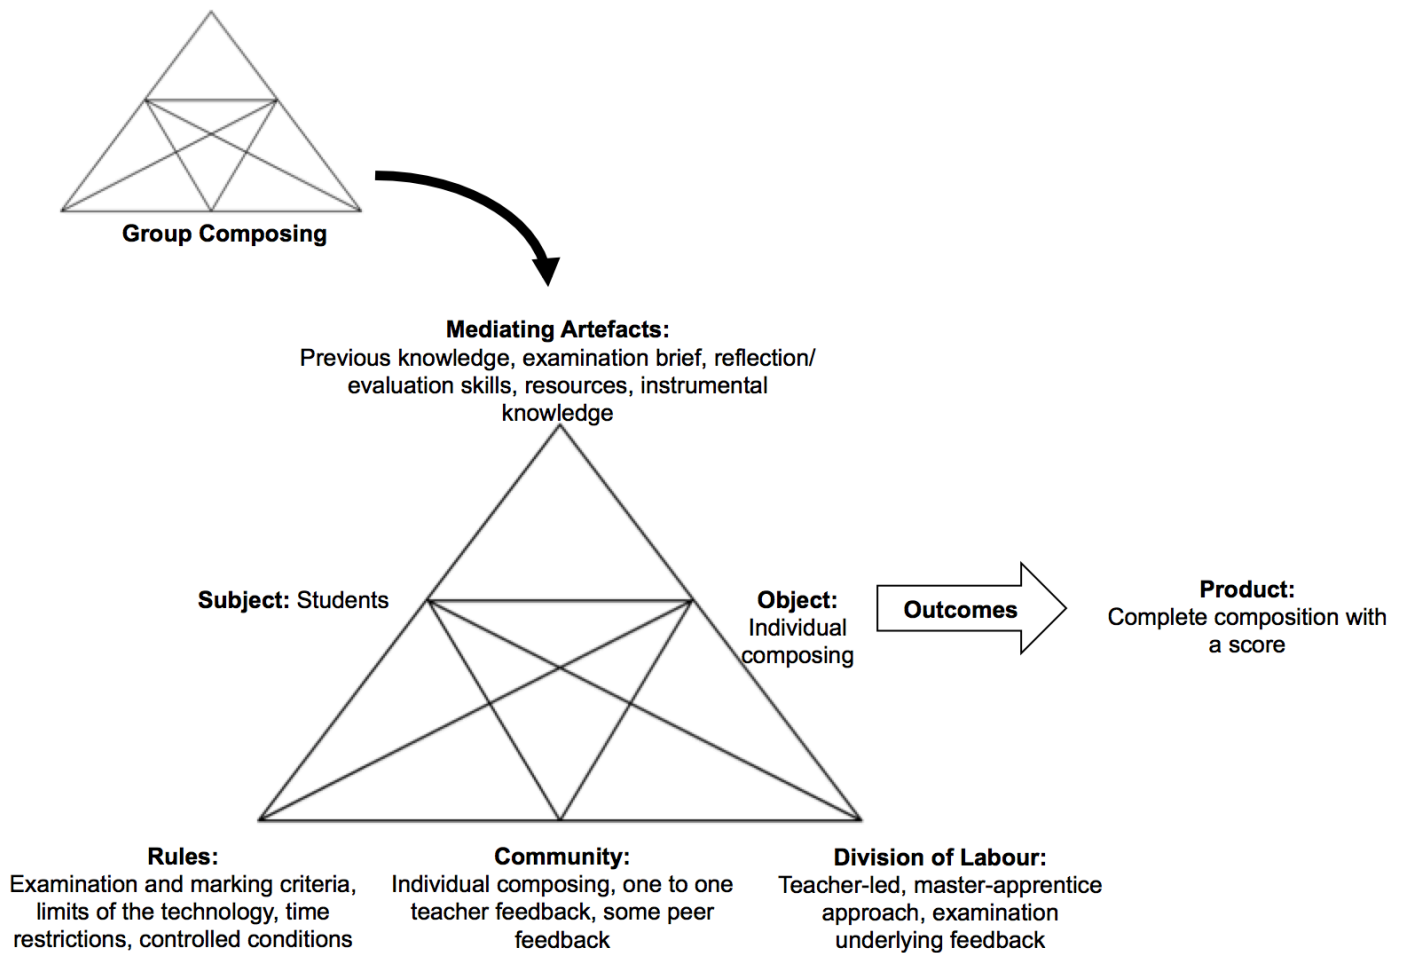 Group Composing
Mediating Artefacts:
Previous knowledge, examination brief, reflection/
evaluation skills, resources, instrumental
knowledge
Subject: Students
Object:
Individual
composing
Outcomes
Product:
Complete composition with
a score
Rules:
Examination and marking criteria,
limits of the technology, time
restrictions, controlled conditions
Community:
Individual composing, one to one
teacher feedback, some peer
feedback
Division of Labour:
Teacher-led, master-apprentice
approach, examination
underlying feedback